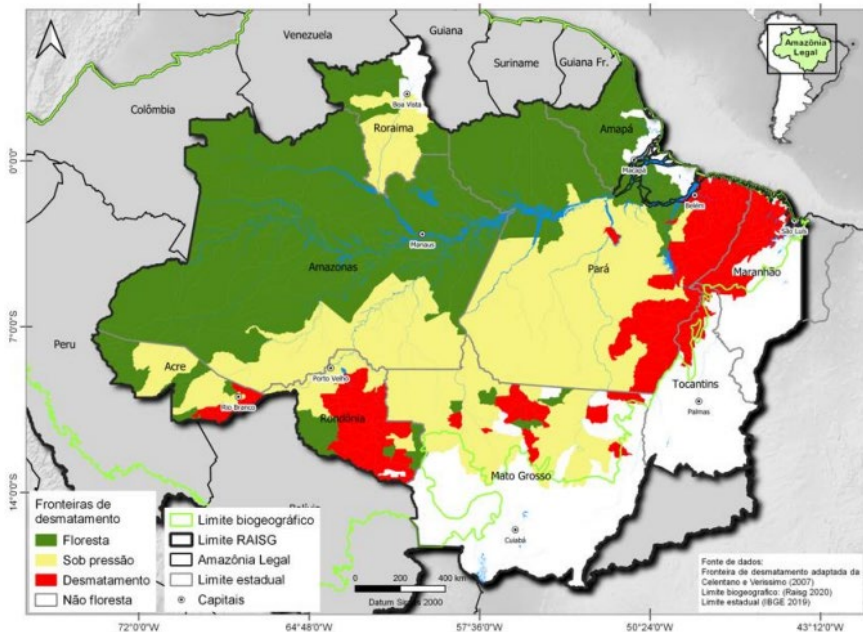 Venezuela
Guiana
Suriname
Guiana Fr.
Amazônia
Legal
Colômbia
Boa Vista
Roraima
Amapá
Macapá
0°0'0"
Belém
São Luís
Manaus
Amazonas
Pará
Maranhão
7°0'0"S
Peru
Acre
Porto Velho
Rio Branco
Rondônia
Tocantins
Palmas
Mato Grosso
14°0'0"S
Cuiabá
Fronteiras de
desmatamento
Floresta
Sob pressão
Desmatamento
Não floresta
Limite biogeográfico
Limite RAISG
Amazônia Legal
Limite estadual
Capitais
0 200 400 km
Fonte de dados:
Fronteira de desmatamento adaptada da
Celentano e Veríssimo (2007)
Limite biogeografico: (Raisg 2020)
Limite estadual (IBGE 2019)
72°0'0"W
64°48'0"W
57°36'0"W
50°24'0"W
43°12'0"W